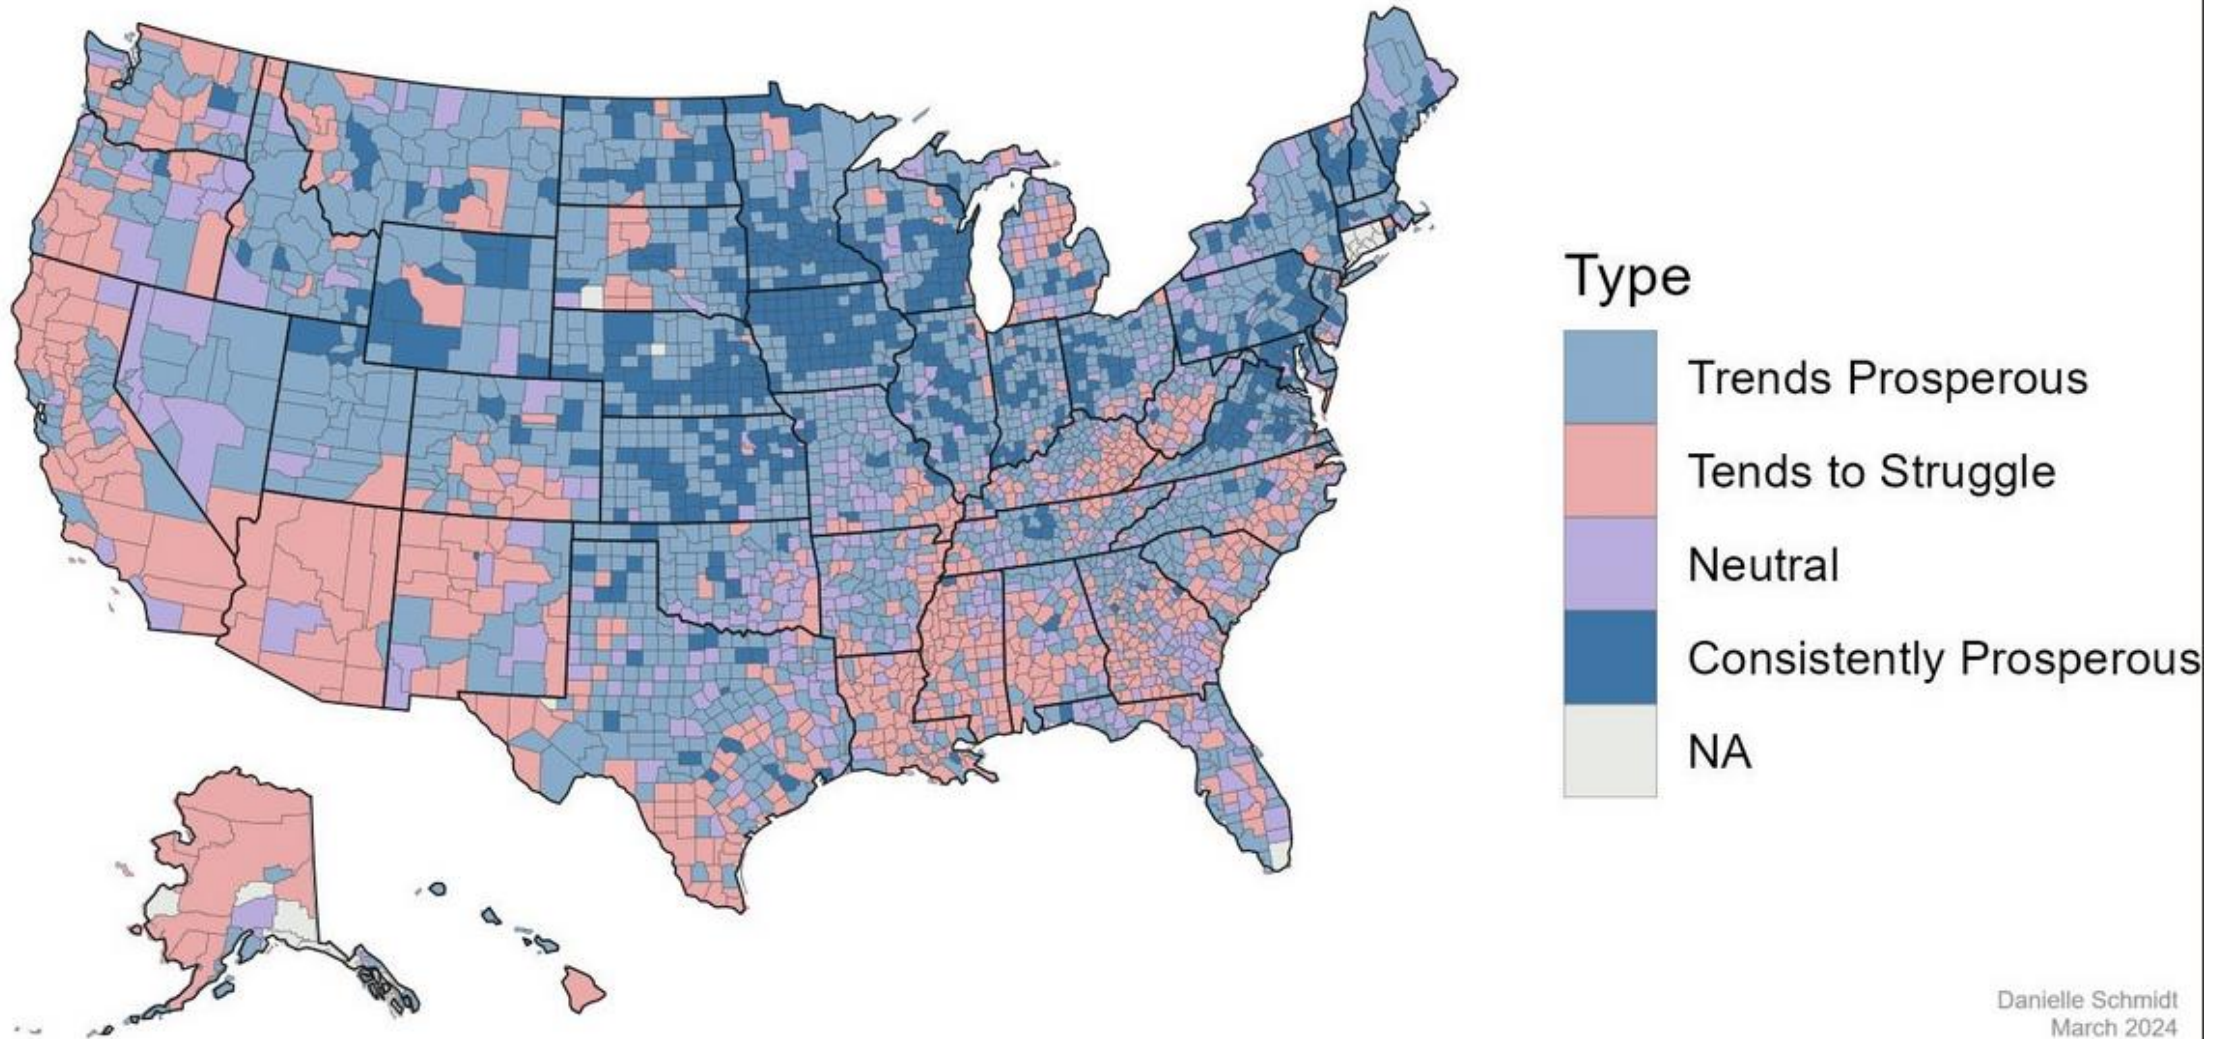 Type
Trends Prosperous
Tends to Struggle
Neutral
Consistently Prosperous
NA
Danielle Schmidt
March 2024